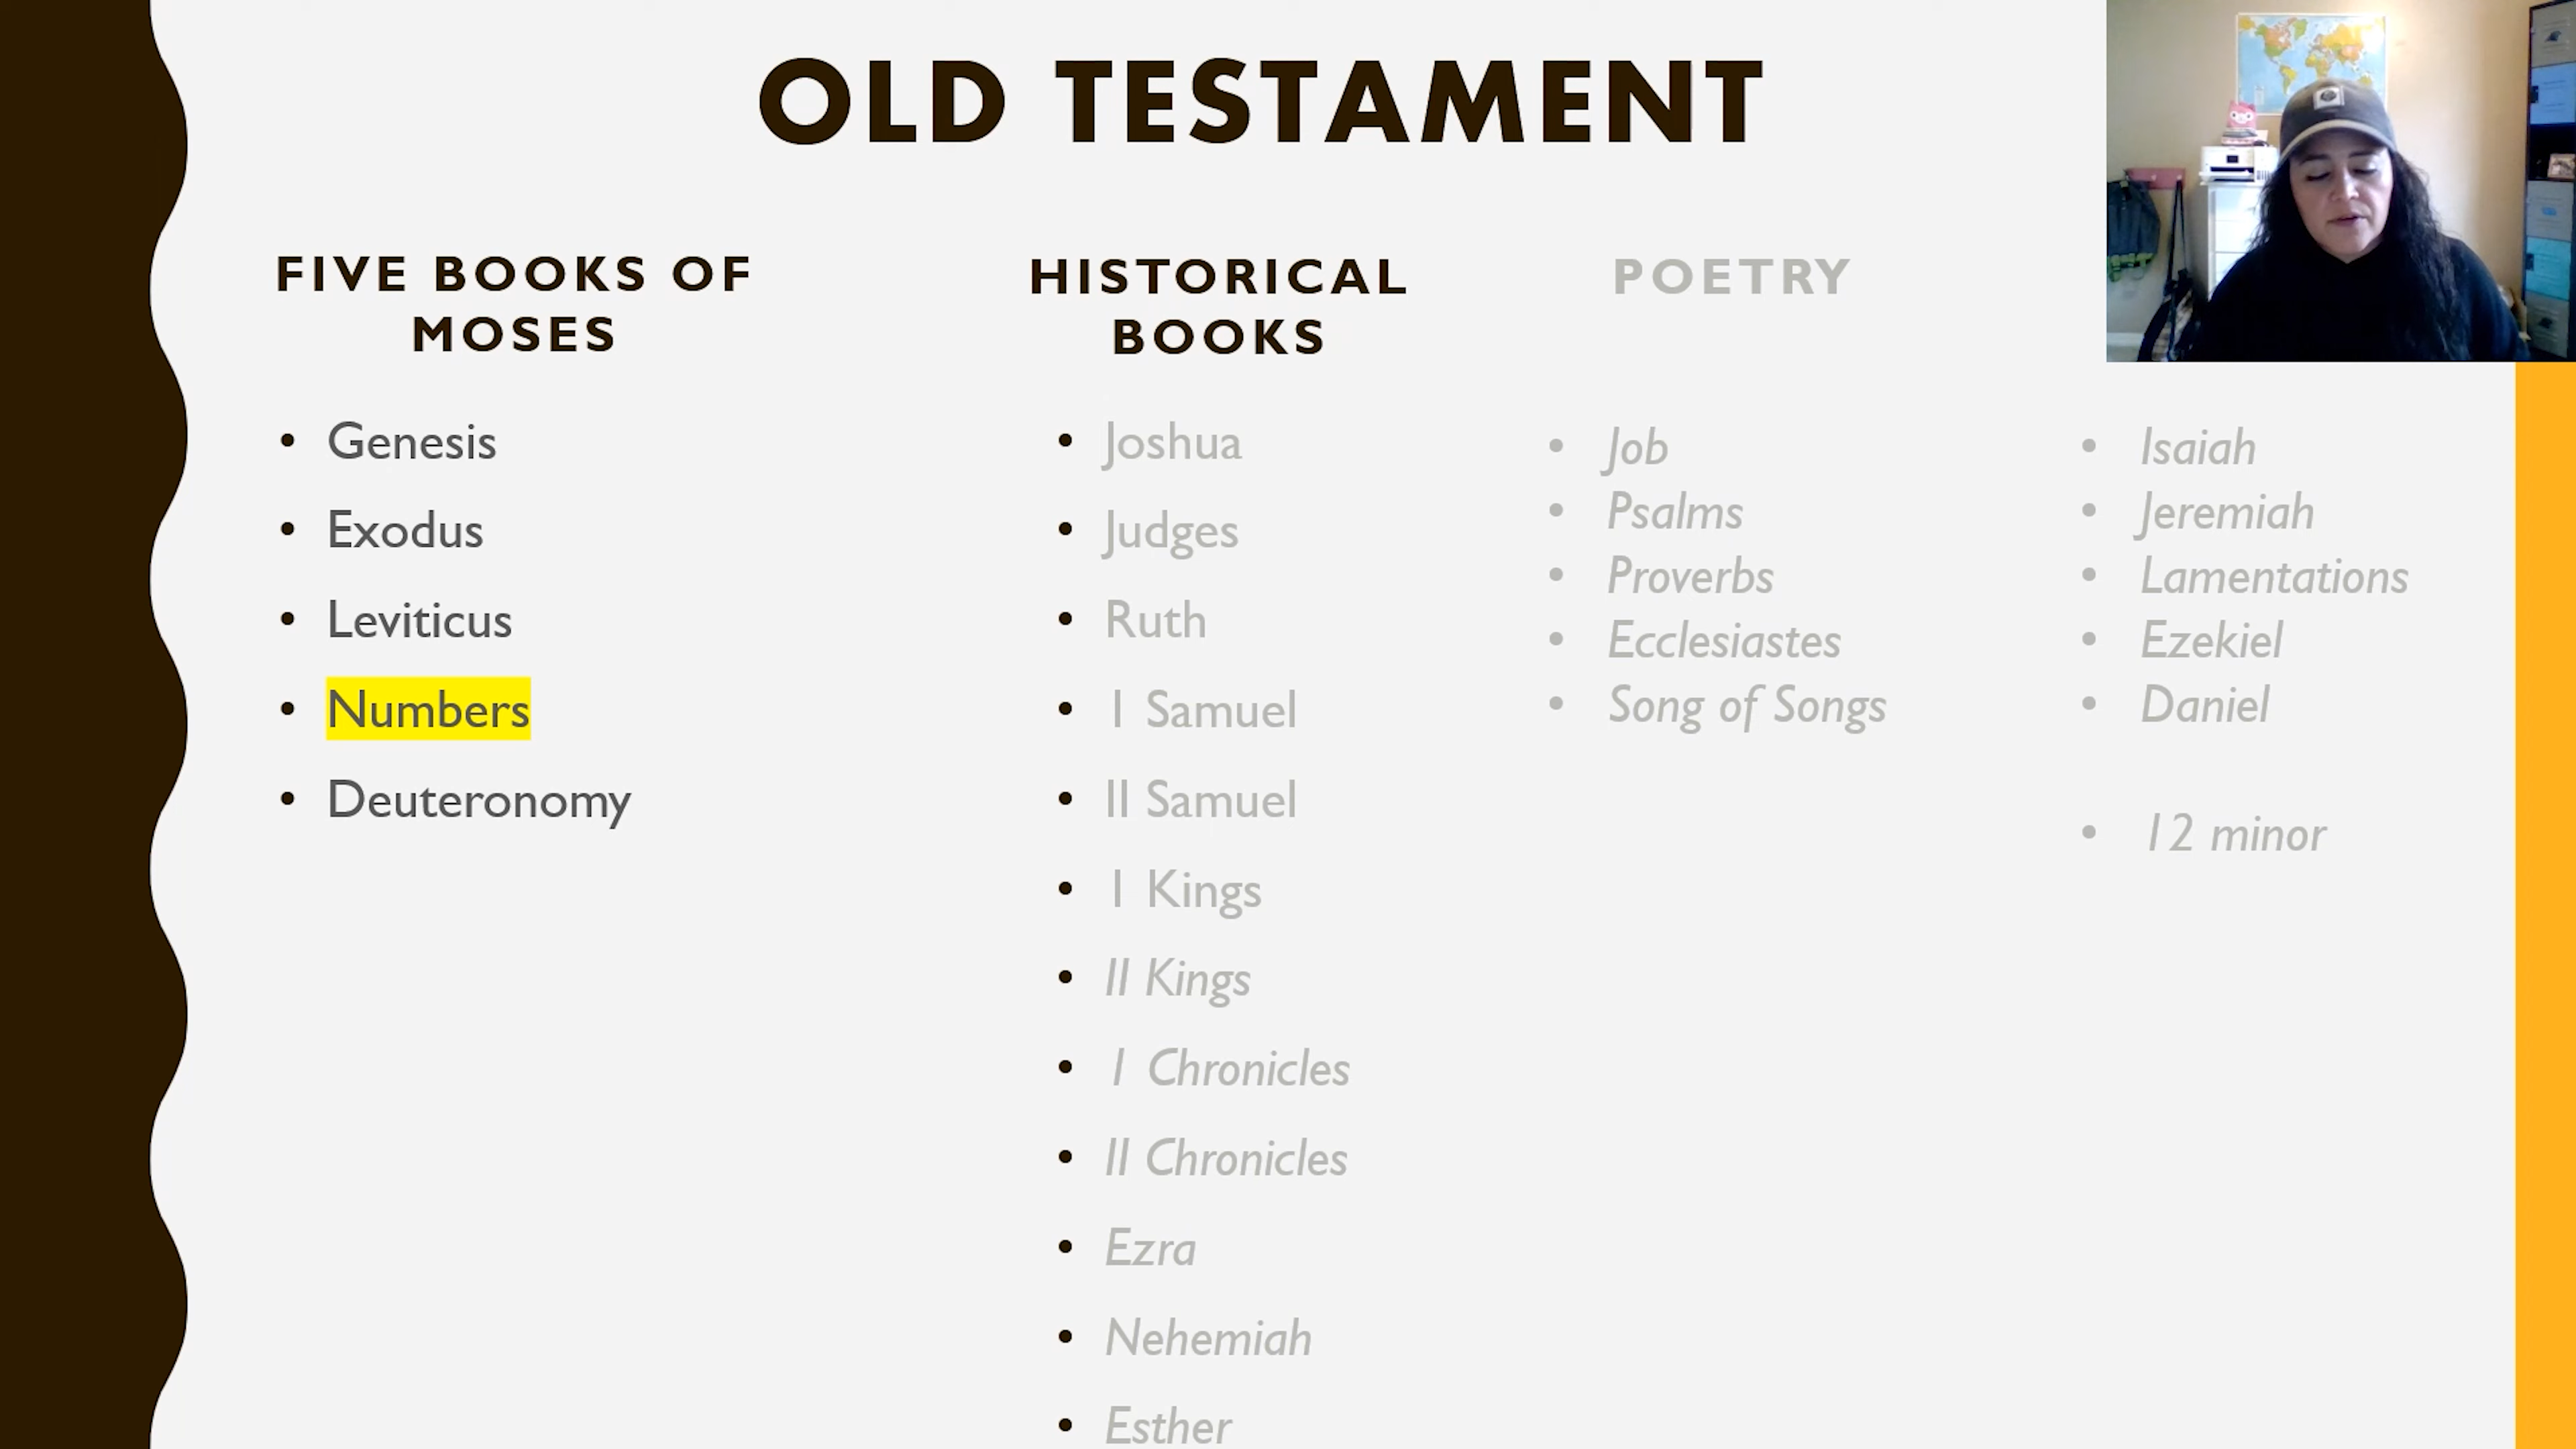 OLD TESTAMENT
FIVE BOOKS OF
MOSES
• Genesis
• Exodus
• Leviticus
• Numbers
• Deuteronomy
HISTORICAL
BOOKS
• Joshua
• Judges
• Ruth
• I Samuel
• II Samuel
• I Kings
• II Kings
• I Chronicles
• II Chronicles
• Ezra
• Nehemiah
• Esther
POETRY
• Job
• Psalms
• Proverbs
• Ecclesiastes
• Song of Songs
• Isaiah
• Jeremiah
• Lamentations
• Ezekiel
• Daniel
• 12 minor